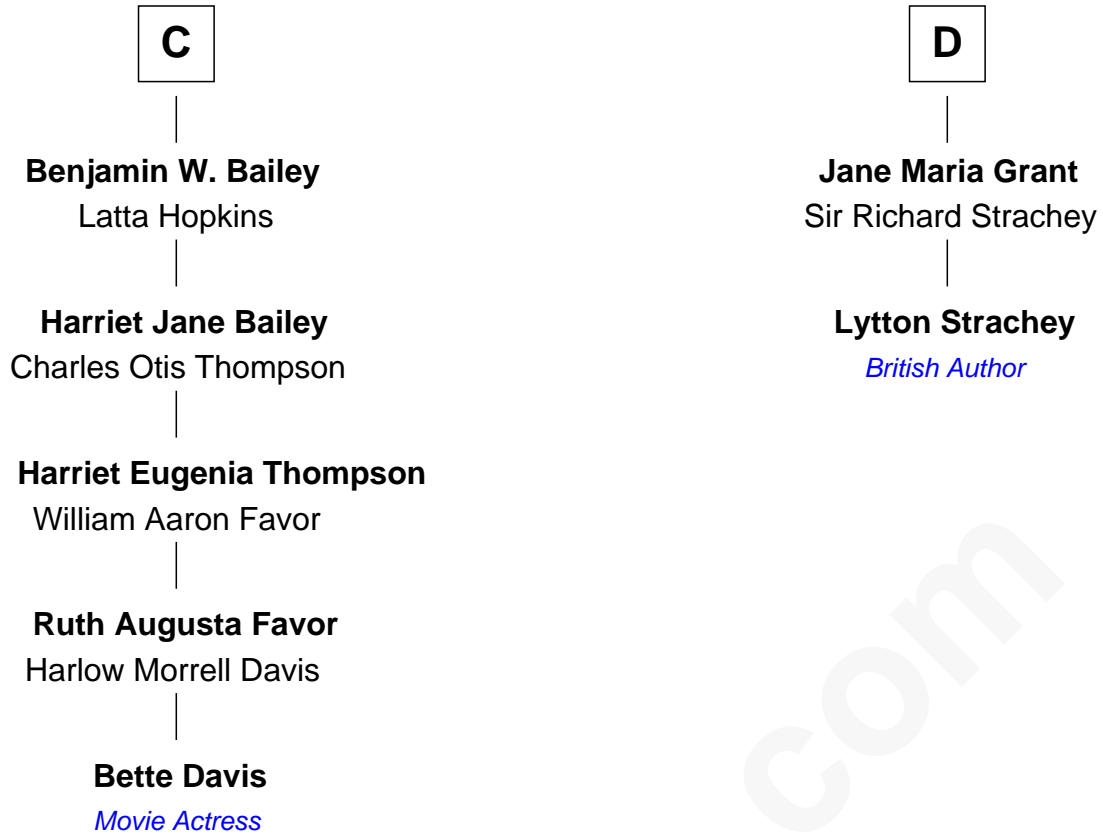 C
Benjamin W. Bailey
Latta Hopkins
Harriet Jane Bailey
Charles Otis Thompson
Harriet Eugenia Thompson
William Aaron Favor
Ruth Augusta Favor
Harlow Morrell Davis
Bette Davis
Movie Actress
D
Jane Maria Grant
Sir Richard Strachey
Lytton Strachey
British Author
com